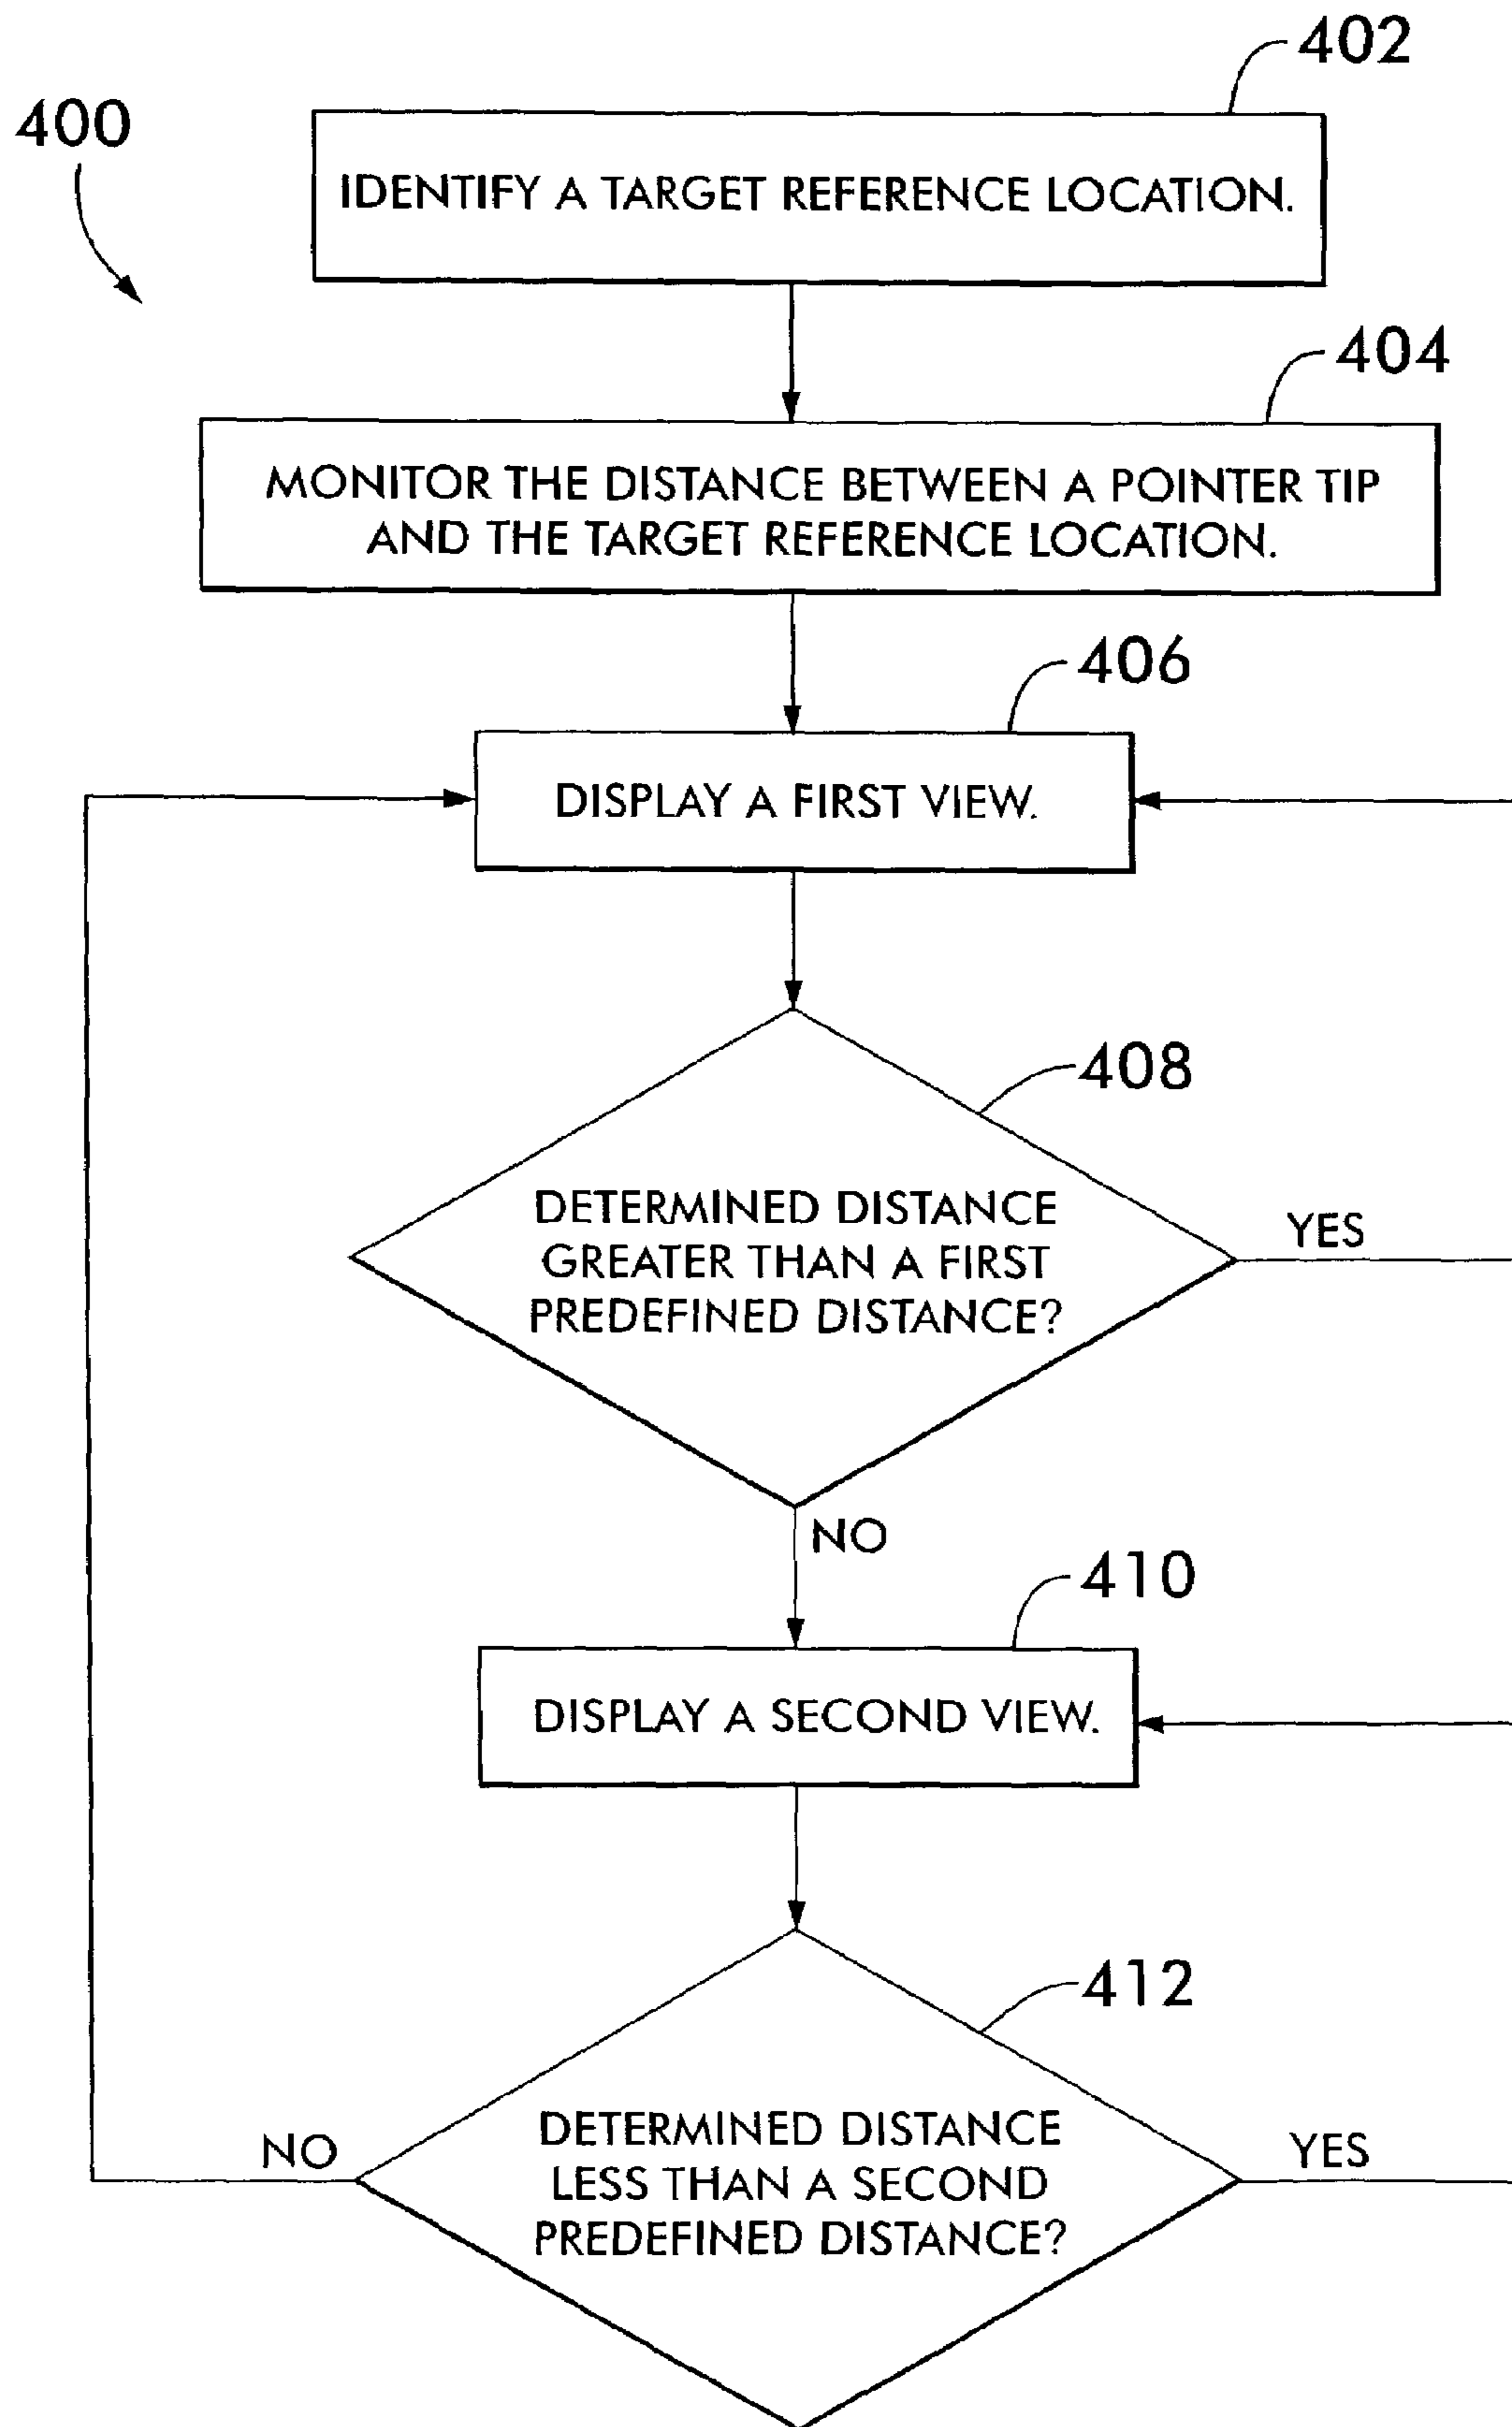 402
400
IDENTIFY A TARGET REFERENCE LOCATION.
404
MONITOR THE DISTANCE BETWEEN A POINTER TIP
AND THE TARGET REFERENCE LOCATION.
406
DISPLAY A FIRST VIEW.
408
DETERMINED DISTANCE
GREATER THAN A FIRST
PREDEFINED DISTANCE?
YES
NO
410
DISPLAY A SECOND VIEW.
412
DETERMINED DISTANCE
LESS THAN A SECOND
PREDEFINED DISTANCE?
NO
YES